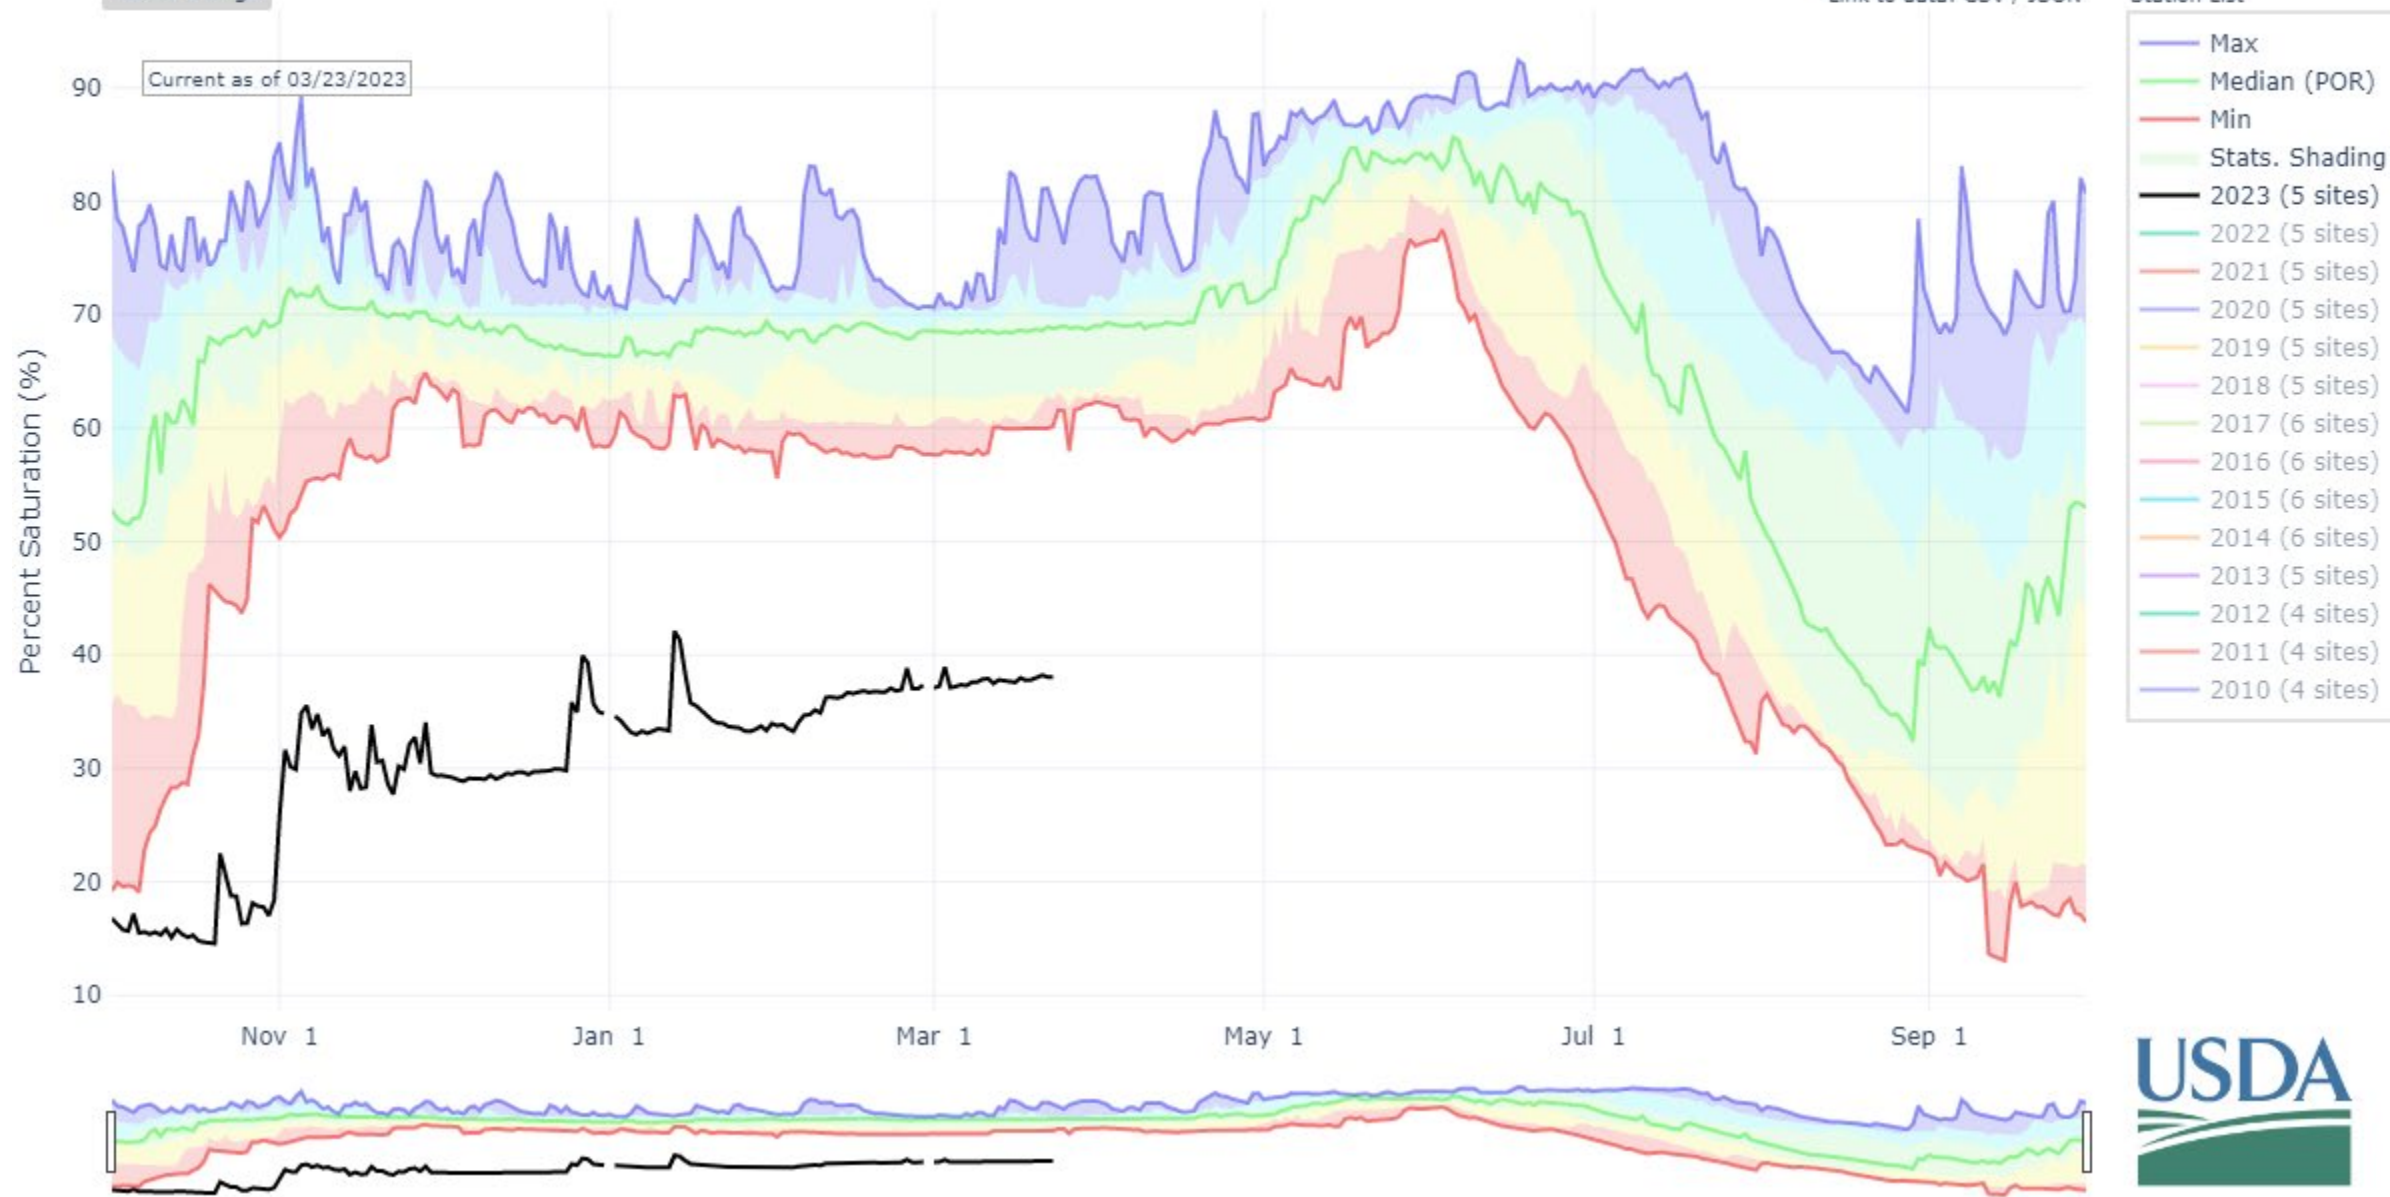 Current as of 03/23/2023
Percent Saturation (%)
90
80
70
60
50
40
30
20
10
Nov 1
Jan 1
Mar 1
May 1
Jul 1
Sep 1
Max
Median (POR)
Min
Stats. Shading
2023 (5 sites)
2022 (5 sites)
2021 (5 sites)
2020 (5 sites)
2019 (5 sites)
2018 (5 sites)
2017 (6 sites)
2016 (6 sites)
2015 (6 sites)
2014 (6 sites)
2013 (5 sites)
2012 (4 sites)
2011 (4 sites)
2010 (4 sites)
USDA